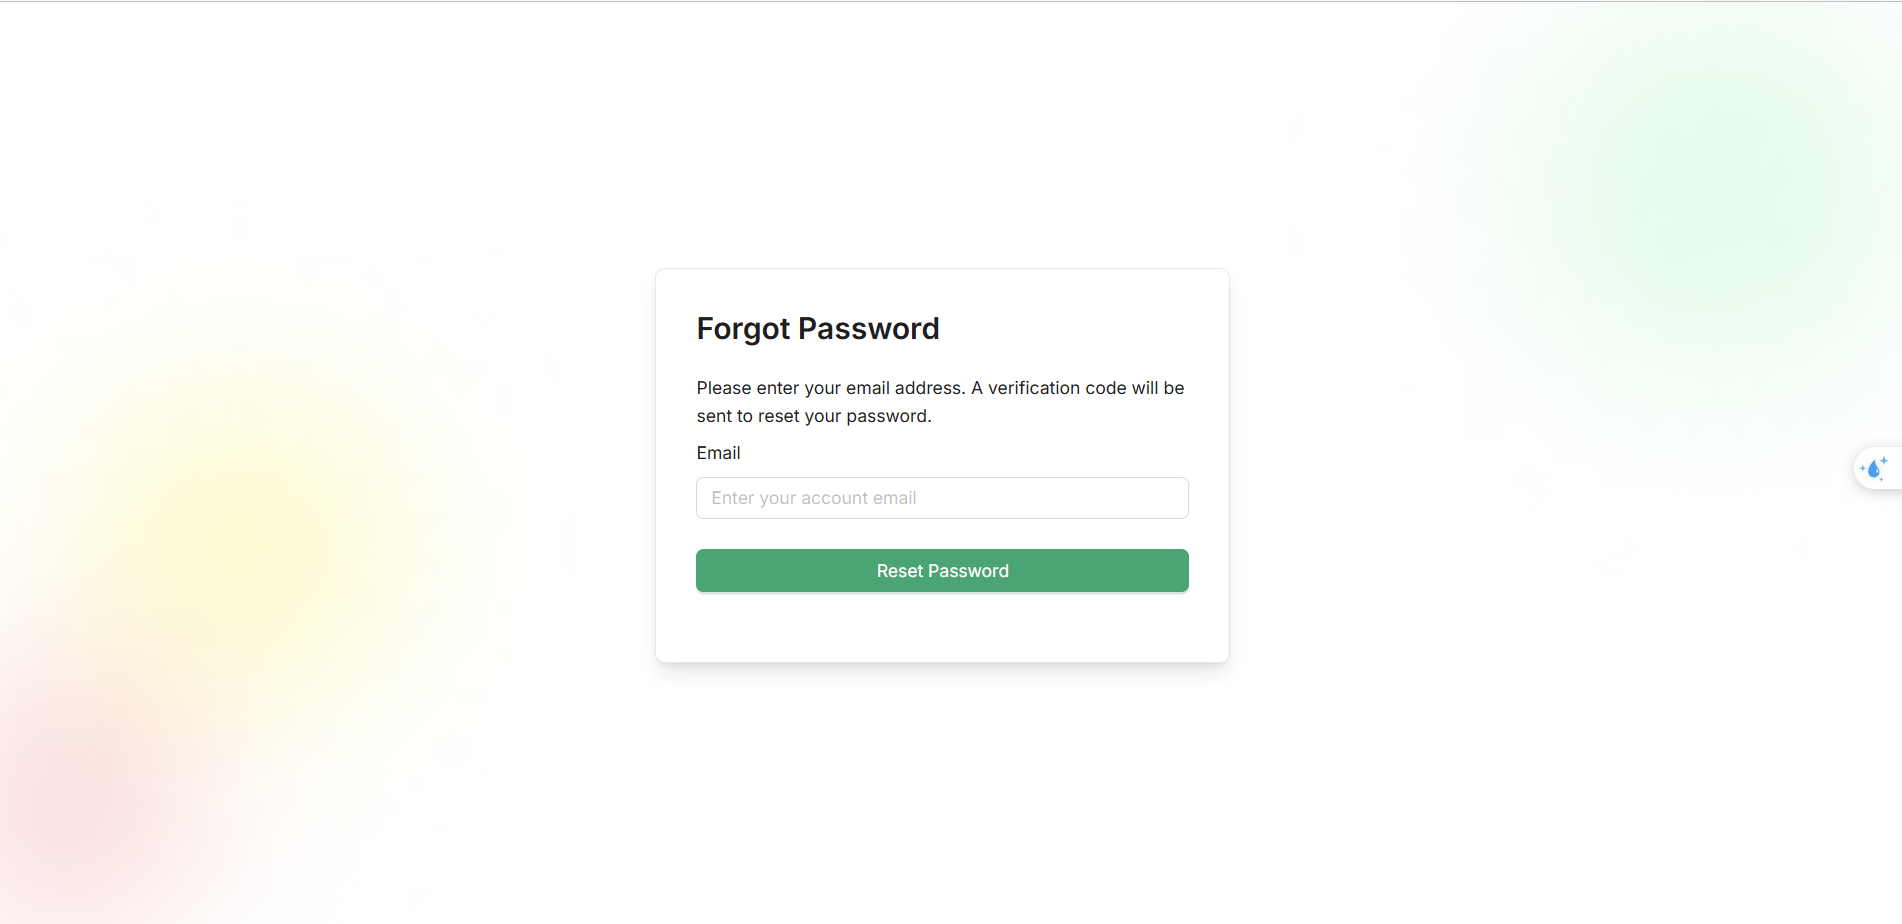 Forgot Password
Please enter your email address. A verification code will be
sent to reset your password.
Email
Enter your account email
Reset Password